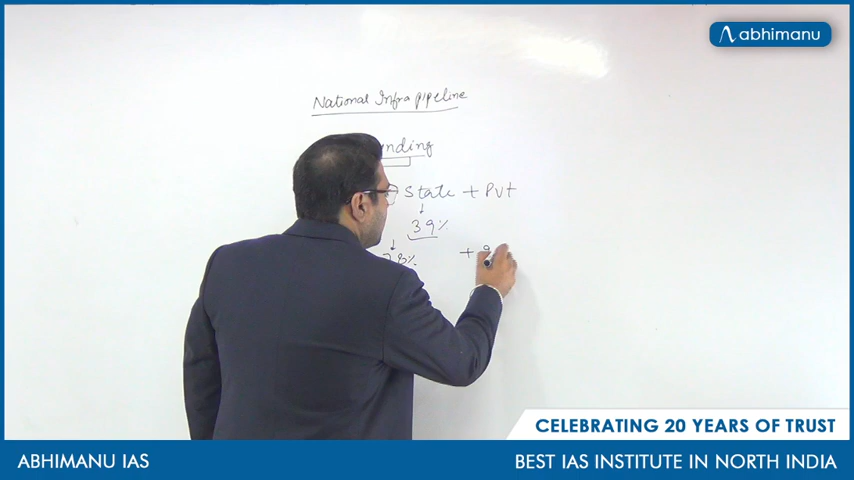 abhimanu
National Infra pipeline
State + Pvt
39%
78%
+
CELEBRATING 20 YEARS OF TRUST
ABHIMANU IAS
BEST IAS INSTITUTE IN NORTH INDIA